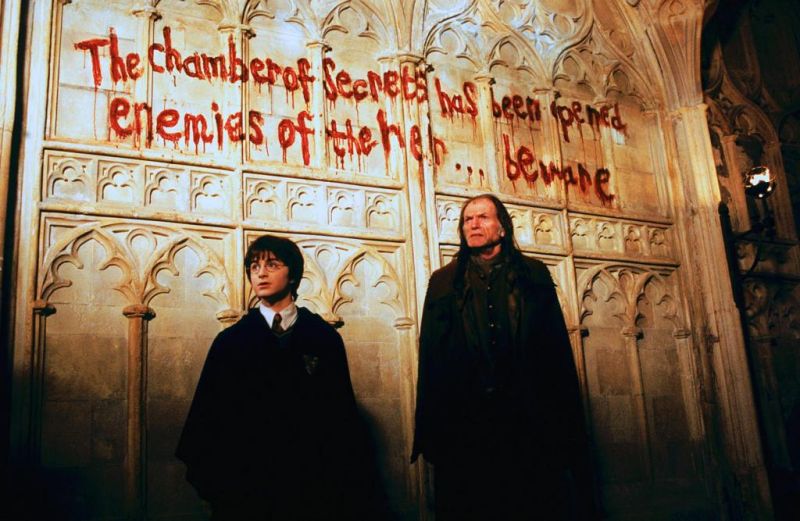 The chamber of Secrets has been opened
enemies of the heir... beware